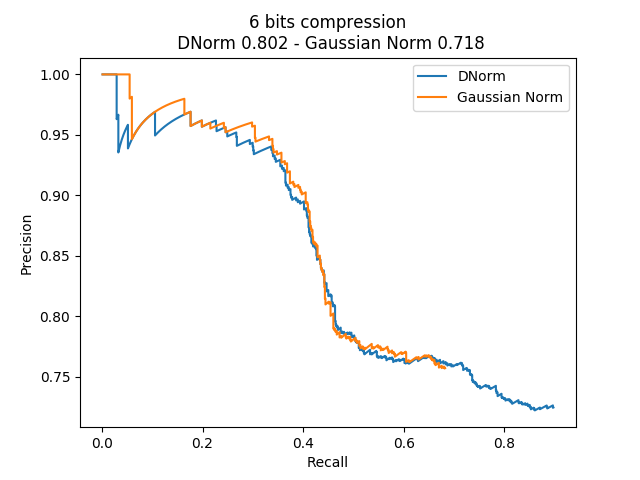 6 bits compression
DNorm 0.802 - Gaussian Norm 0.718
DNorm
Gaussian Norm
1.00
0.95
0.90
0.85
0.80
0.75
Precision
0.0
0.2
0.4
0.6
0.8
Recall